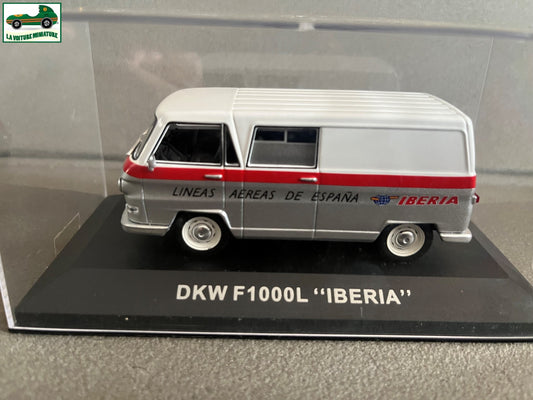 LA VOITURE MINIATURE
LINEAS AEREAS DE ESPAÑA IBERIA
DKW F1000L “IBERIA”